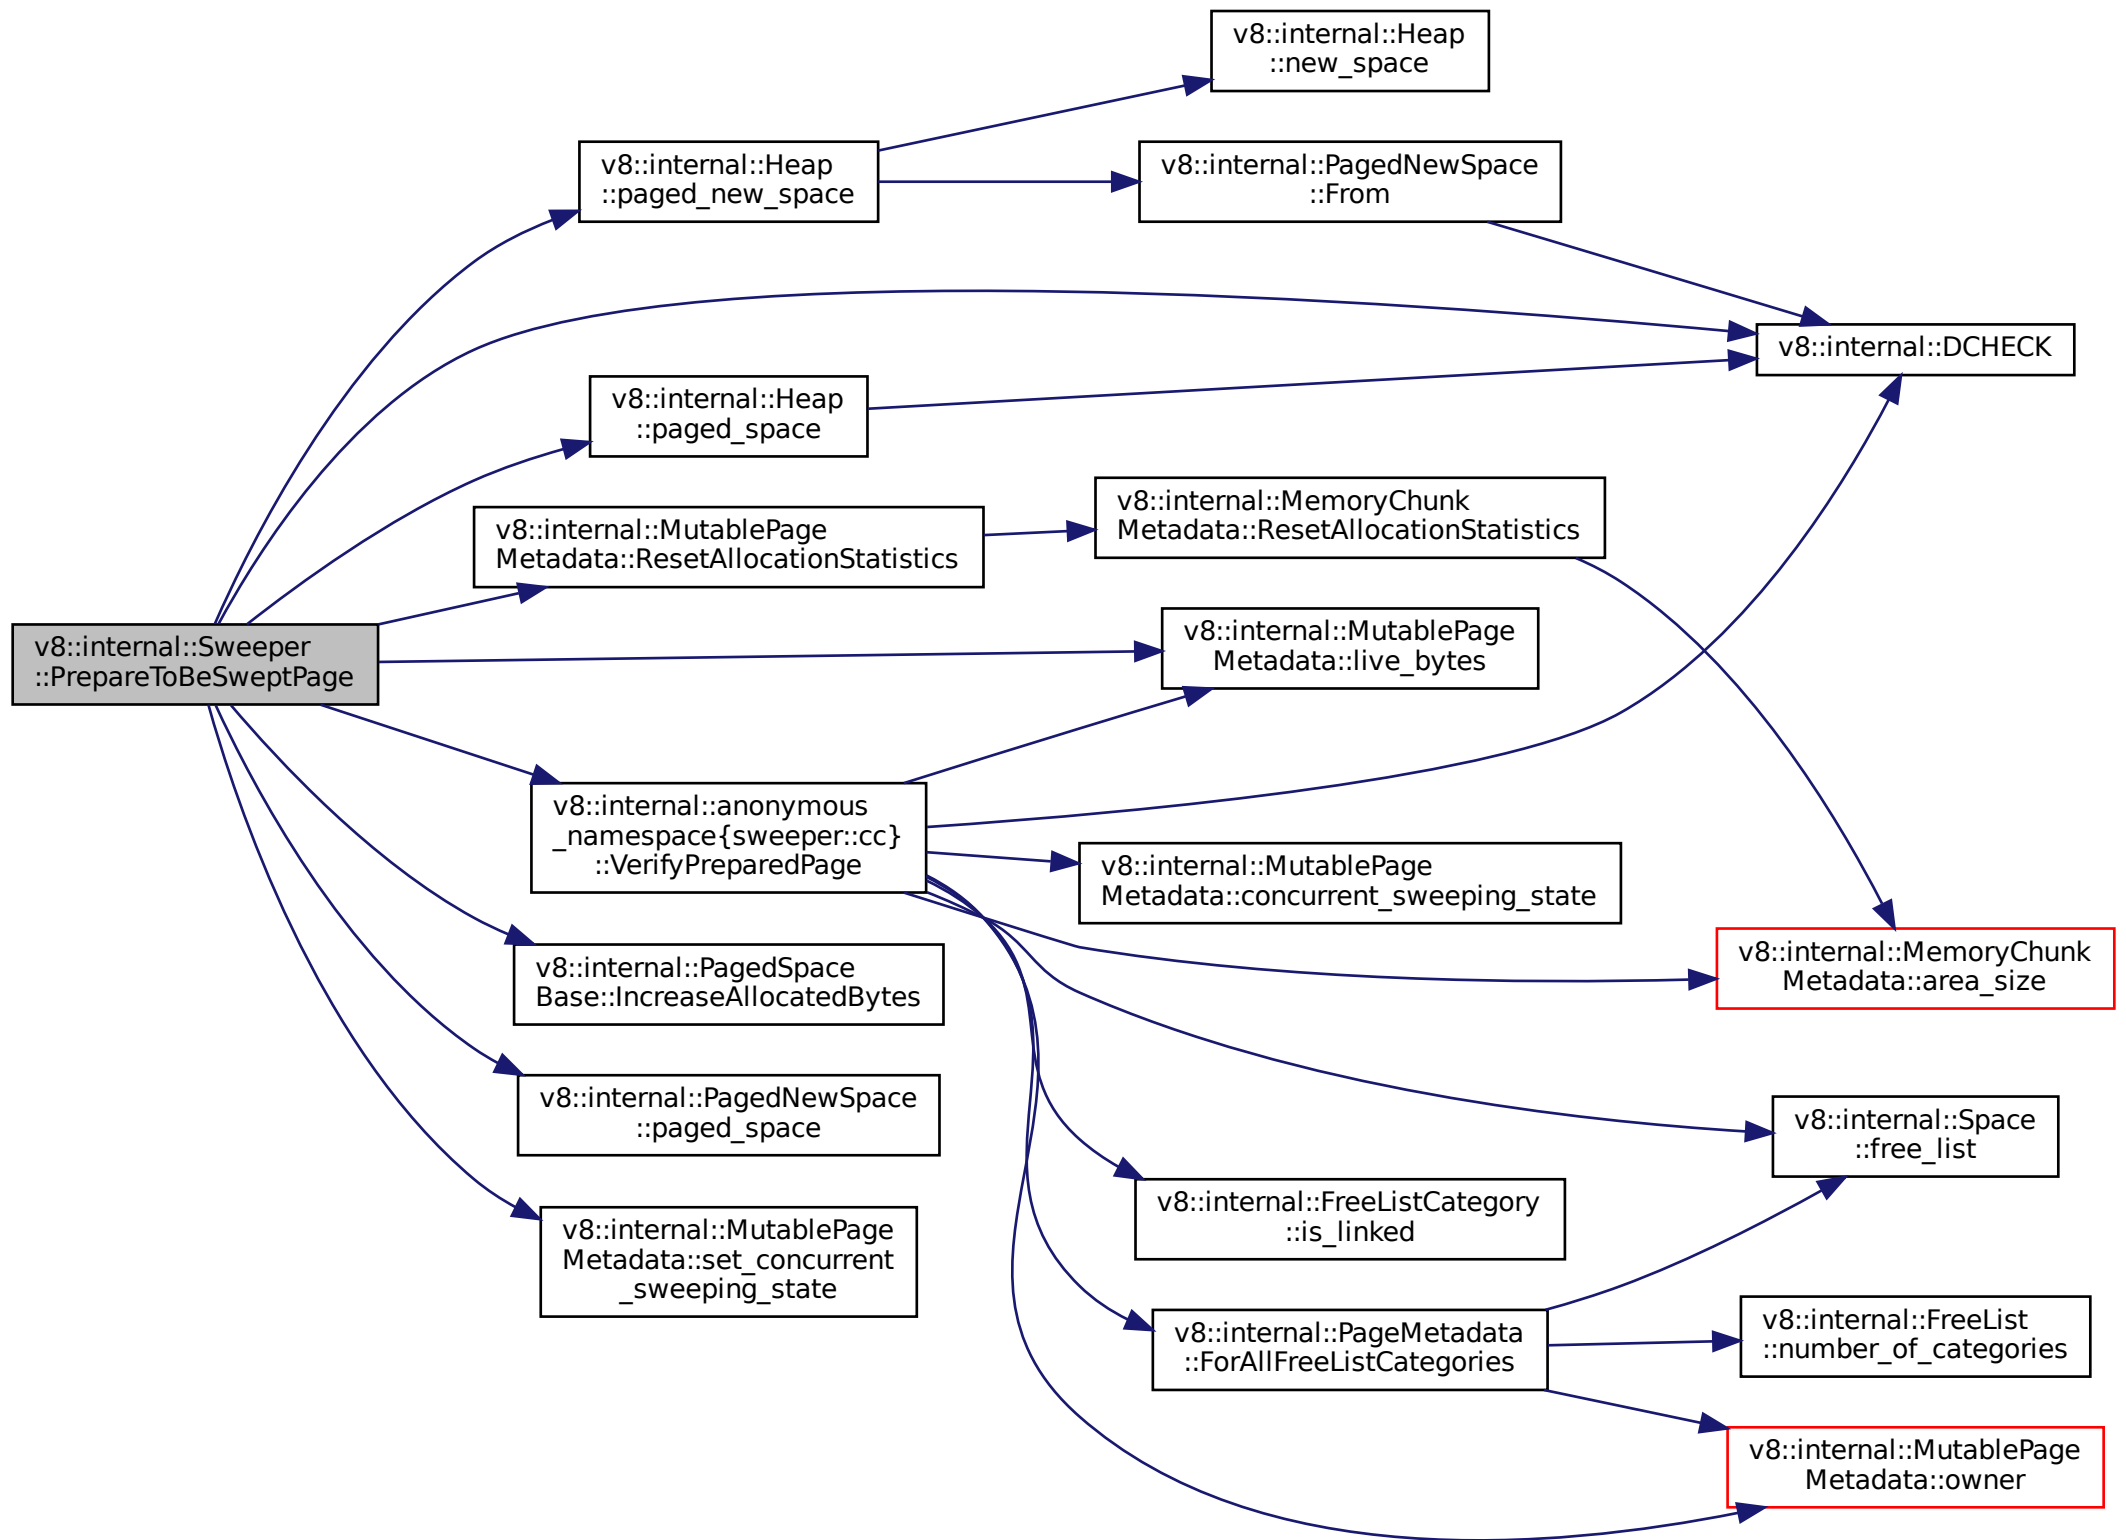 v8::internal::Heap
::new_space
v8::internal::Heap
::paged_new_space
v8::internal::PagedNewSpace
::From
v8::internal::DCHECK
v8::internal::Heap
::paged_space
v8::internal::MutablePage
Metadata::ResetAllocationStatistics
v8::internal::MemoryChunk
Metadata::ResetAllocationStatistics
v8::internal::Sweeper
::PrepareToBeSweptPage
v8::internal::MutablePage
Metadata::live_bytes
v8::internal::anonymous
_namespace{sweeper::cc}
::VerifyPreparedPage
v8::internal::MutablePage
Metadata::concurrent_sweeping_state
v8::internal::MemoryChunk
Metadata::area_size
v8::internal::PagedSpace
Base::IncreaseAllocatedBytes
v8::internal::PagedNewSpace
::paged_space
v8::internal::Space
::free_list
v8::internal::FreeListCategory
::is_linked
v8::internal::MutablePage
Metadata::set_concurrent
_sweeping_state
v8::internal::PageMetadata
::ForAllFreeListCategories
v8::internal::FreeList
::number_of_categories
v8::internal::MutablePage
Metadata::owner